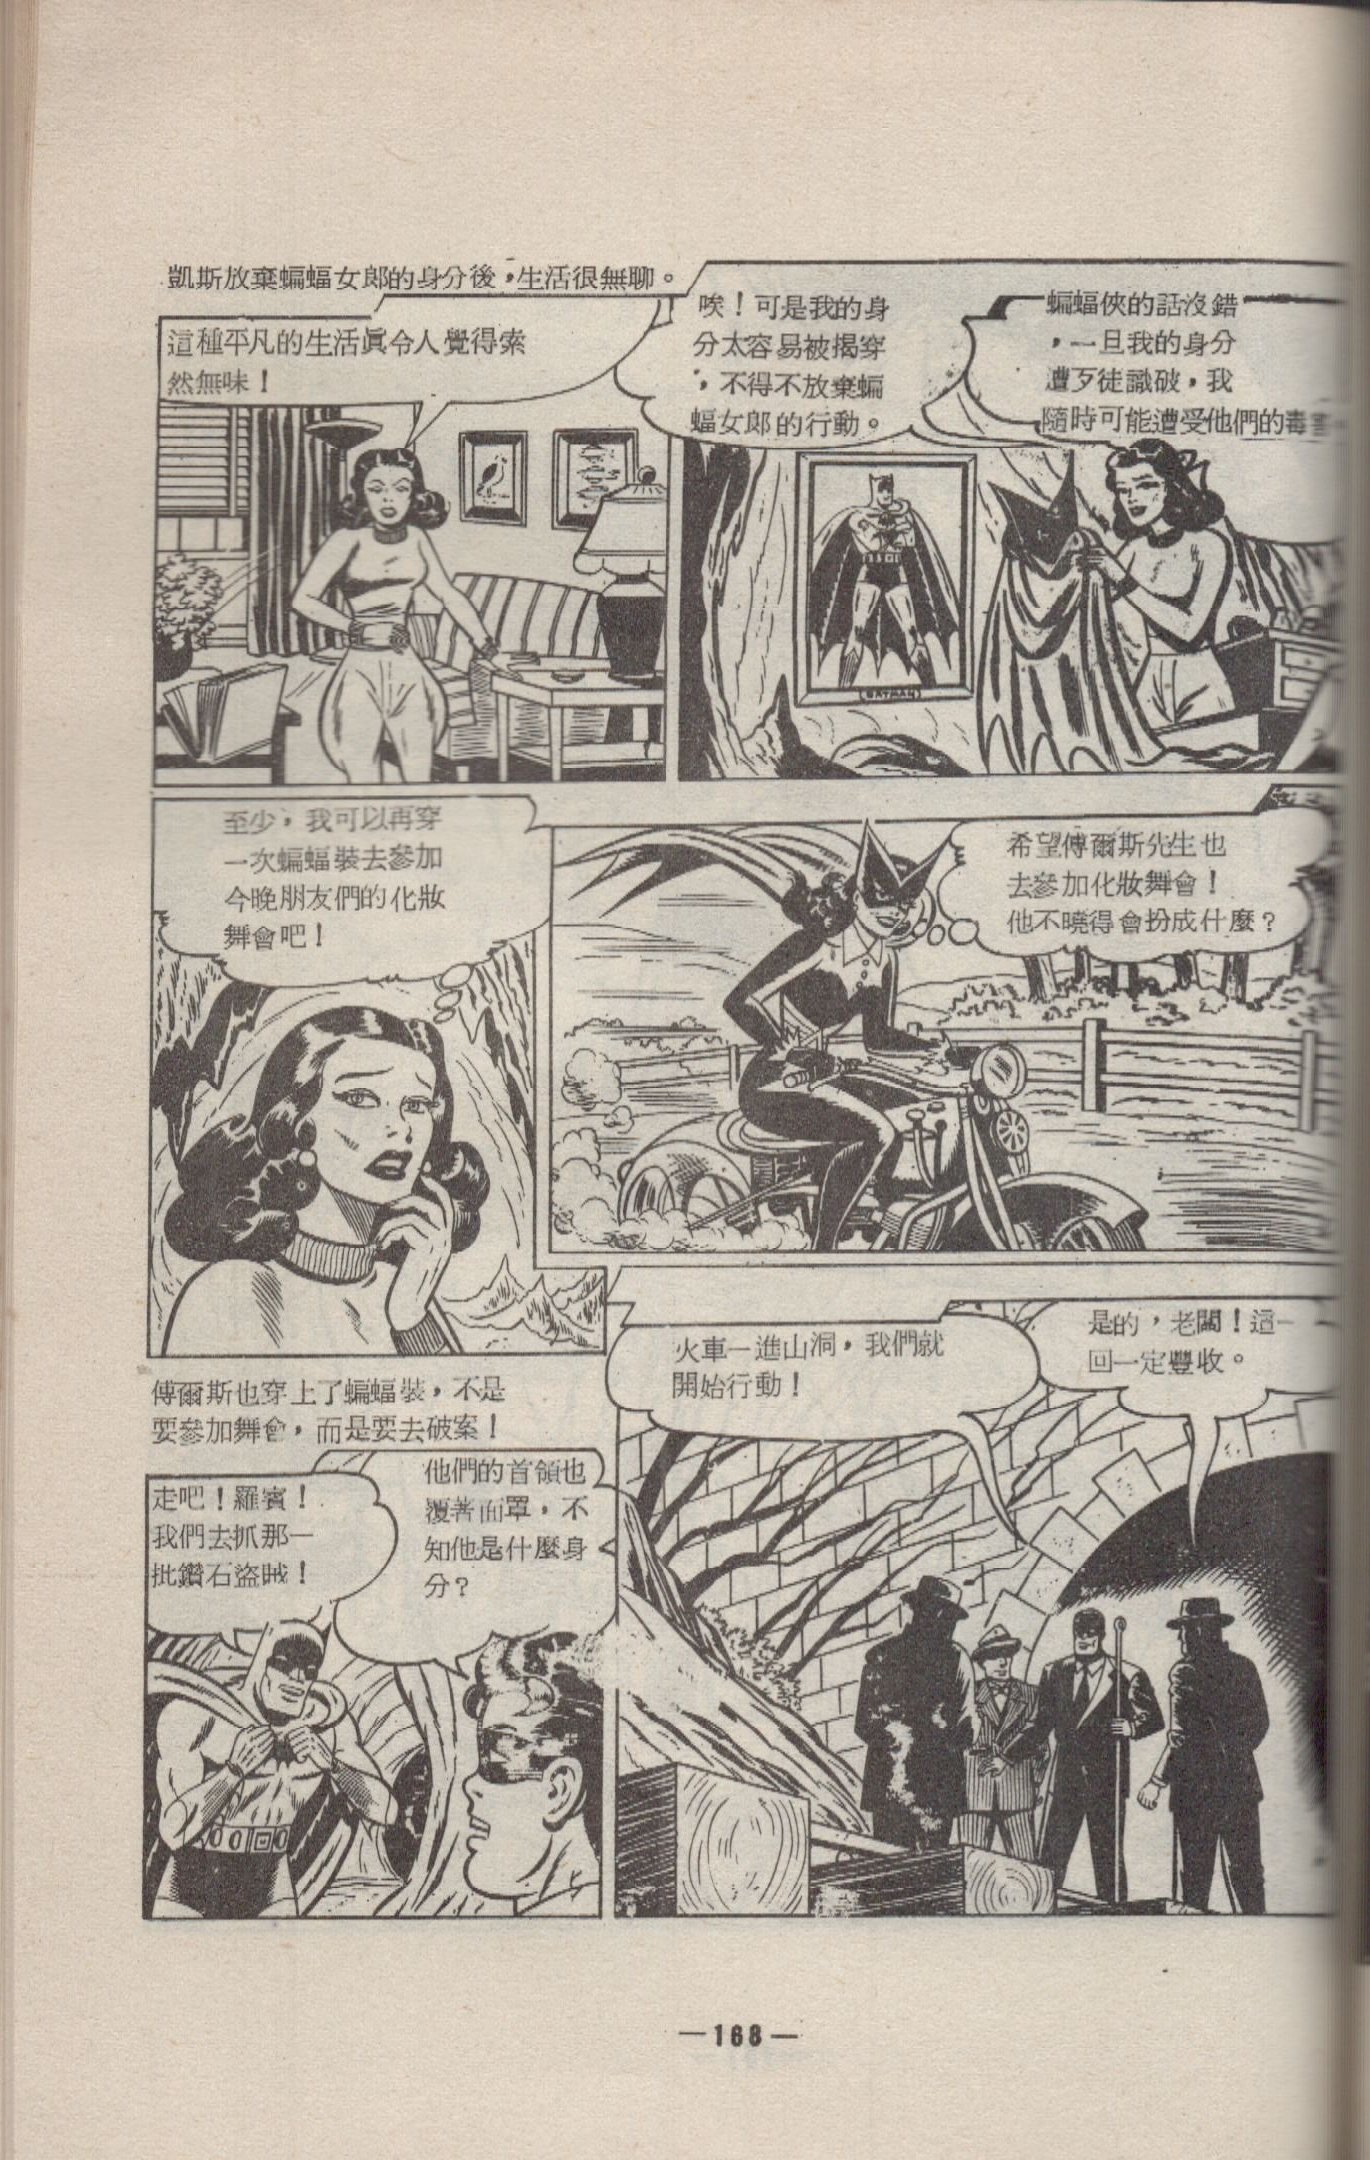 凱斯放棄蝙蝠女郎的身分後，生活很無聊。
這種平凡的生活眞令人覺得索
然無味！
唉！可是我的身
分太容易被揭穿
，不得不放棄蝙
蝠女郎的行動。
蝙蝠俠的話沒錯
，一旦我的身分
遭歹徒識破，我
隨時可能遭受他們的毒害
BATMAN
至少，我可以再穿
一次蝙蝠裝去參加
今晚朋友們的化妝
舞會吧！
希望傅爾斯先生也
去參加化妝舞會！
他不曉得會扮成什麼？
傅爾斯也穿上了蝙蝠裝，不是
要參加舞會，而是要去破案！
走吧！羅賓！
我們去抓那一
批鑽石盜賊！
他們的首領也
覆著面罩，不
知他是什麼身
分？
火車一進山洞，我們就
開始行動！
是的，老闆！這一
回一定豐收。
—168—